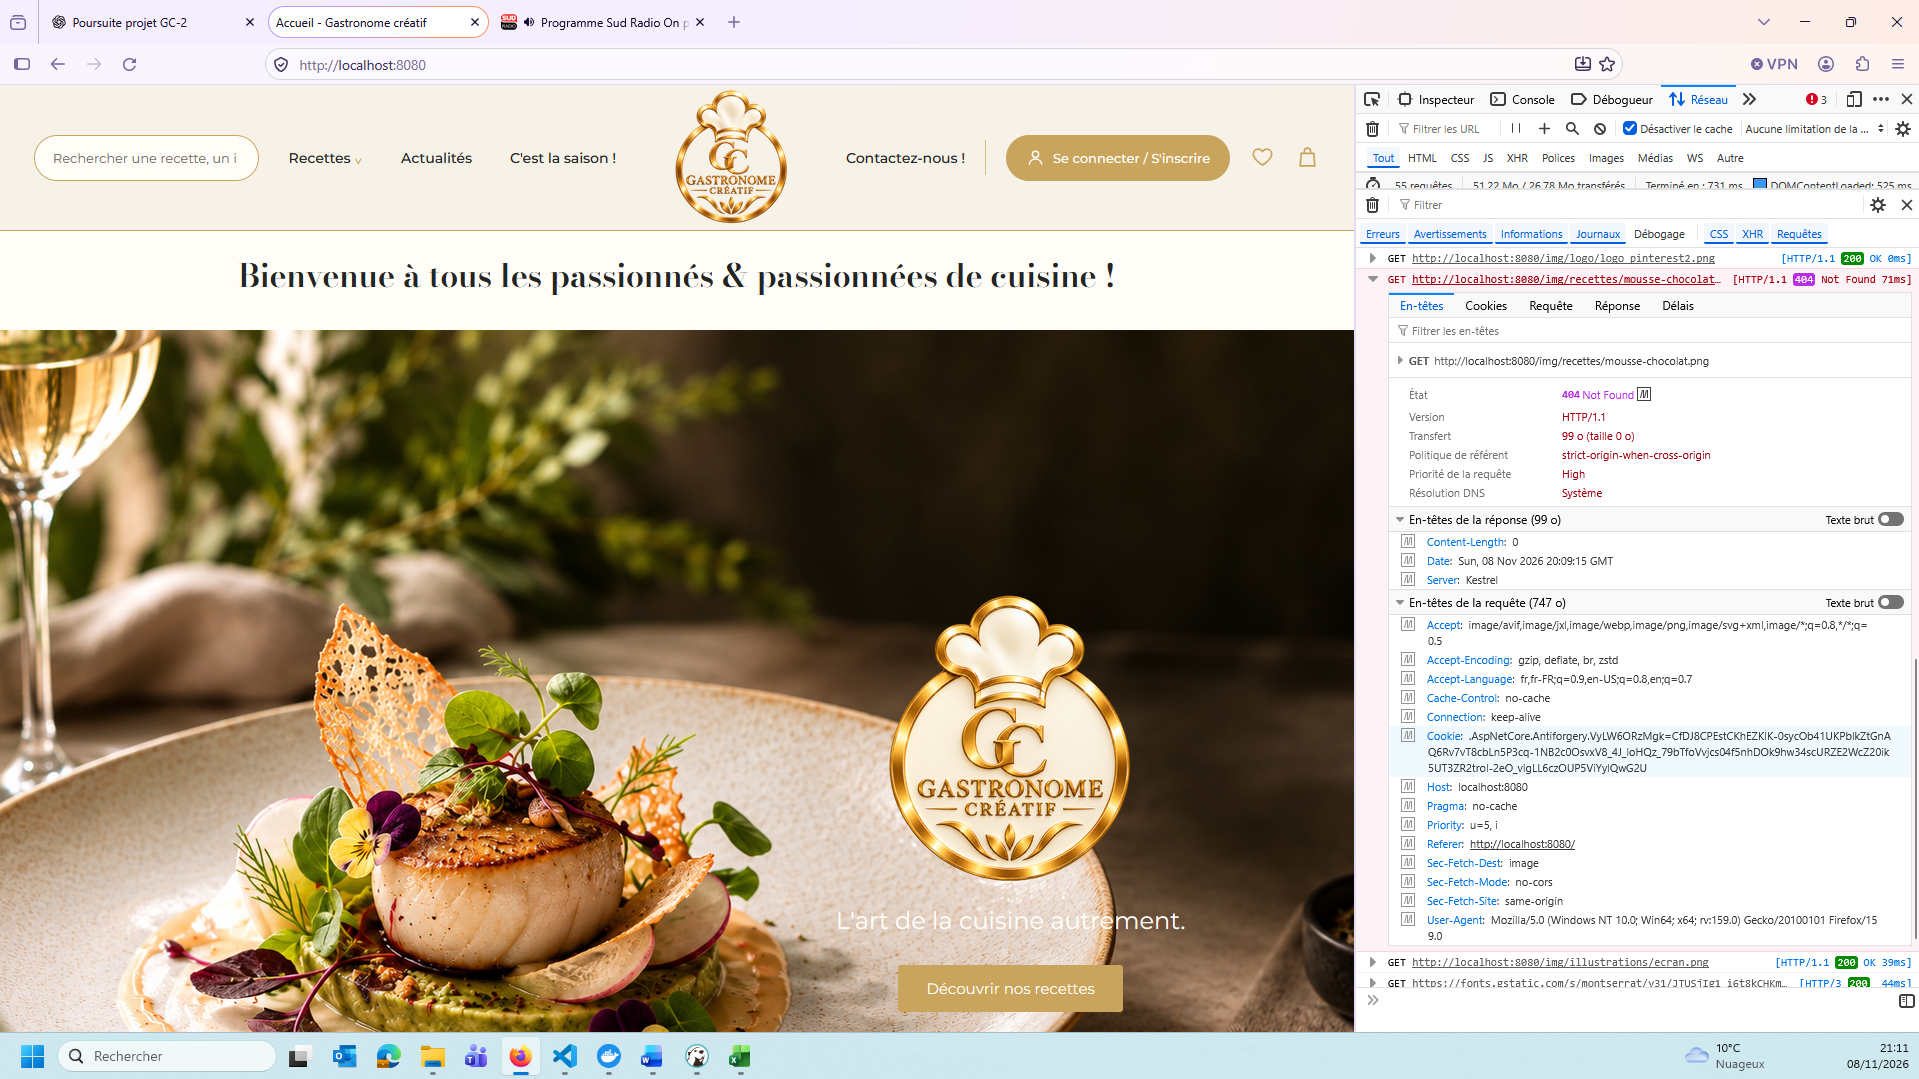 Poursuite projet GC-2
Accueil - Gastronome créatif
Programme Sud Radio On p
http://localhost:8080
VPN
Rechercher une recette, un i
Recettes
Actualités
C'est la saison !
GC
GASTRONOME
CRÉATIF
Contactez-nous !
Se connecter / S'inscrire
Bienvenue à tous les passionnés & passionnées de cuisine !
GC
GASTRONOME
CRÉATIF
L'art de la cuisine autrement.
Découvrir nos recettes
Inspecteur
Console
Débogueur
Réseau
3
Filtrer les URL
Désactiver le cache
Aucune limitation de la ...
Tout HTML CSS JS XHR Polices Images Médias WS Autre
55 requêtes
51,22 Mo / 26,78 Mo transférés
Terminé en : 731 ms
DOMContentLoaded: 525 ms
Filtrer
Erreurs Avertissements Informations Journaux Débogage CSS XHR Requêtes
GET http://localhost:8080/img/logo/logo_pinterest2.png [HTTP/1.1 200 OK 0ms]
GET http://localhost:8080/img/recettes/mousse-chocolat… [HTTP/1.1 404 Not Found 71ms]
En-têtes Cookies Requête Réponse Délais
Filtrer les en-têtes
GET http://localhost:8080/img/recettes/mousse-chocolat.png
État 404 Not Found
Version HTTP/1.1
Transfert 99 o (taille 0 o)
Politique de référent strict-origin-when-cross-origin
Priorité de la requête High
Résolution DNS Système
En-têtes de la réponse (99 o) Texte brut
Content-Length: 0
Date: Sun, 08 Nov 2026 20:09:15 GMT
Server: Kestrel
En-têtes de la requête (747 o) Texte brut
Accept: image/avif,image/jxl,image/webp,image/png,image/svg+xml,image/*;q=0.8,*/*;q=
0.5
Accept-Encoding: gzip, deflate, br, zstd
Accept-Language: fr,fr-FR;q=0.9,en-US;q=0.8,en;q=0.7
Cache-Control: no-cache
Connection: keep-alive
Cookie:
Host: localhost:8080
Pragma: no-cache
Priority: u=5, i
Referer: http://localhost:8080/
Sec-Fetch-Dest: image
Sec-Fetch-Mode: no-cors
Sec-Fetch-Site: same-origin
User-Agent: Mozilla/5.0 (Windows NT 10.0; Win64; x64; rv:159.0) Gecko/20100101 Firefox/15
9.0
GET http://localhost:8080/img/illustrations/ecran.png [HTTP/1.1 200 OK 39ms]
GET [HTTP/3 200 44ms]
Rechercher
10°C
Nuageux
21:11
08/11/2026